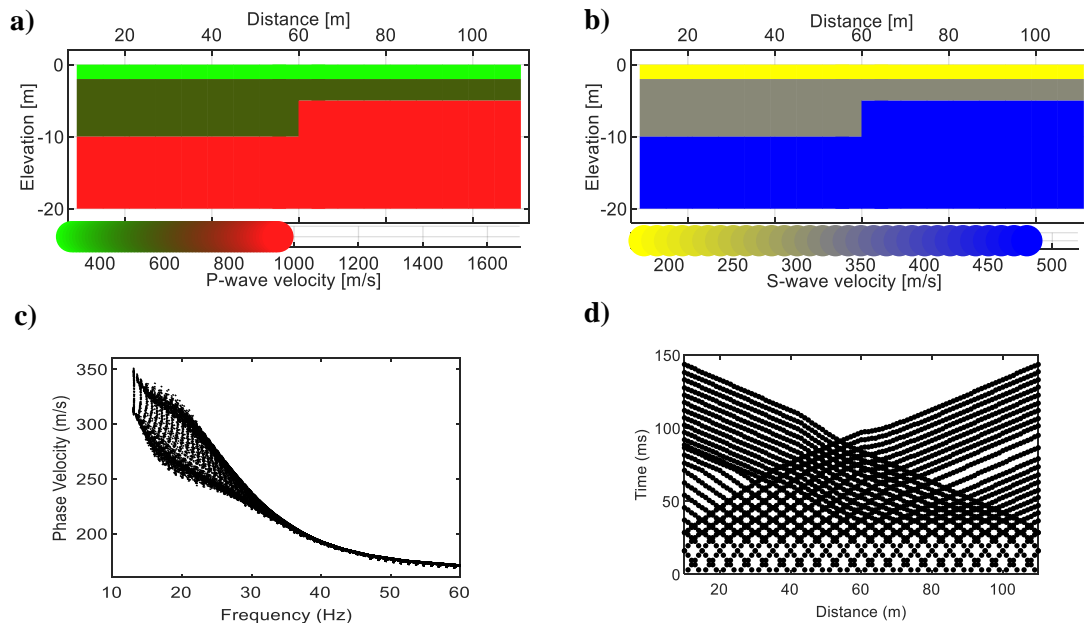 a)
Distance [m]
20 40 60 80 100
0
-10
-20
Elevation [m]
400 600 800 1000 1200 1400 1600
P-wave velocity [m/s]
b)
Distance [m]
20 40 60 80 100
0
-10
-20
Elevation [m]
200 250 300 350 400 450 500
S-wave velocity [m/s]
c)
350
300
250
200
Phase Velocity (m/s)
10 20 30 40 50 60
Frequency (Hz)
d)
150
100
50
0
Time (ms)
20 40 60 80 100
Distance (m)